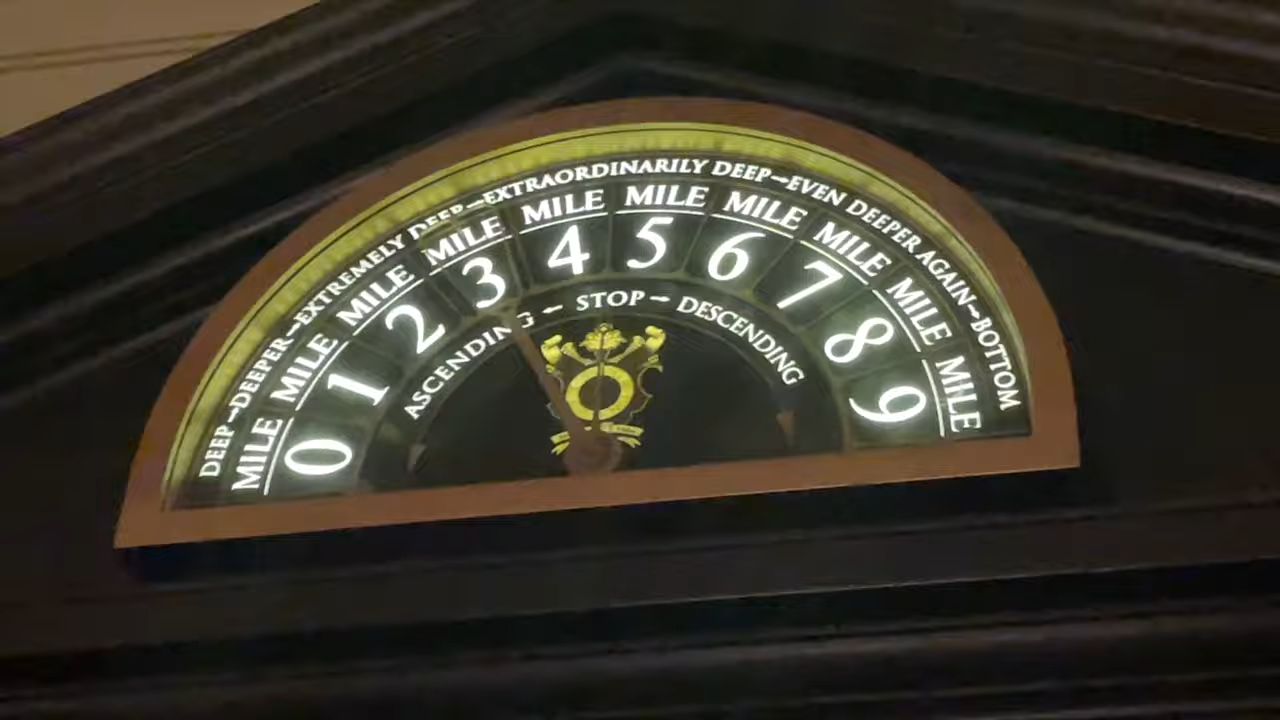 DEEP–DEEPER–EXTREMELY DEEP–EXTRAORDINARILY DEEP–EVEN DEEPER AGAIN–BOTTOM
MILE MILE MILE MILE MILE MILE MILE MILE MILE MILE
0 1 2 3 4 5 6 7 8 9
ASCENDING – STOP – DESCENDING